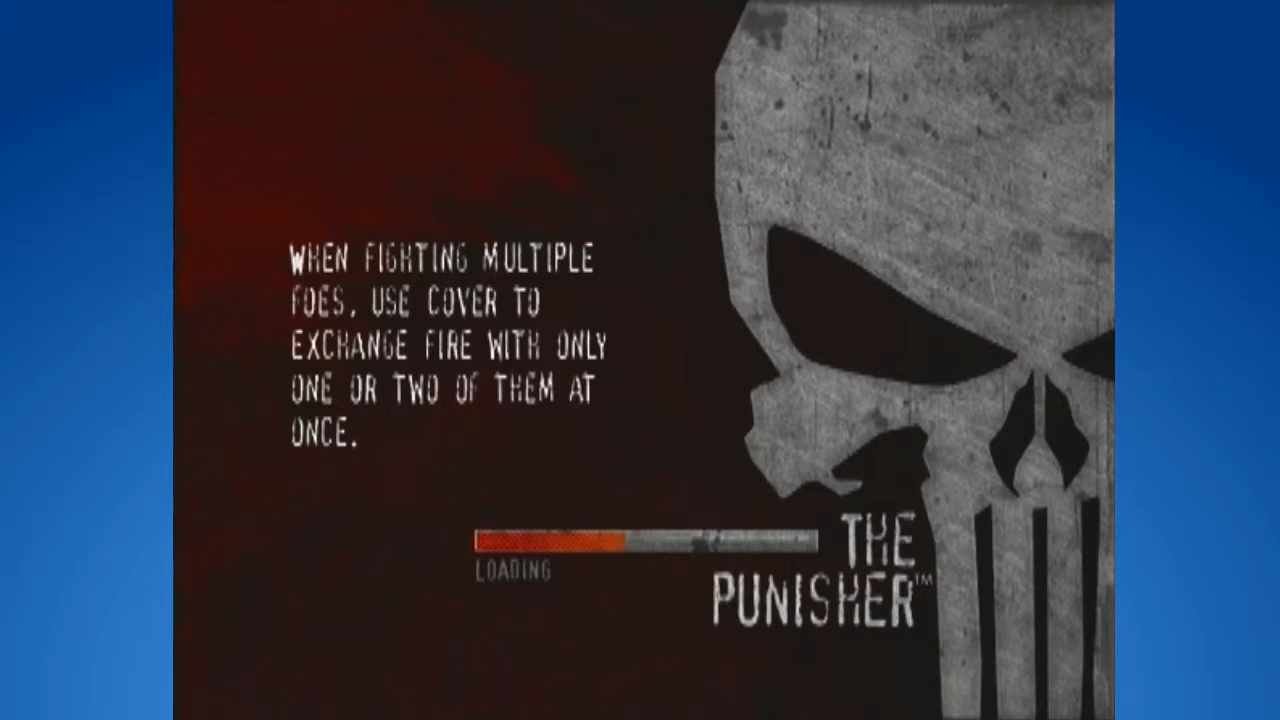 WHEN FIGHTING MULTIPLE
FOES, USE COVER TO
EXCHANGE FIRE WITH ONLY
ONE OR TWO OF THEM AT
ONCE.
LOADING
THE
PUNISHER™